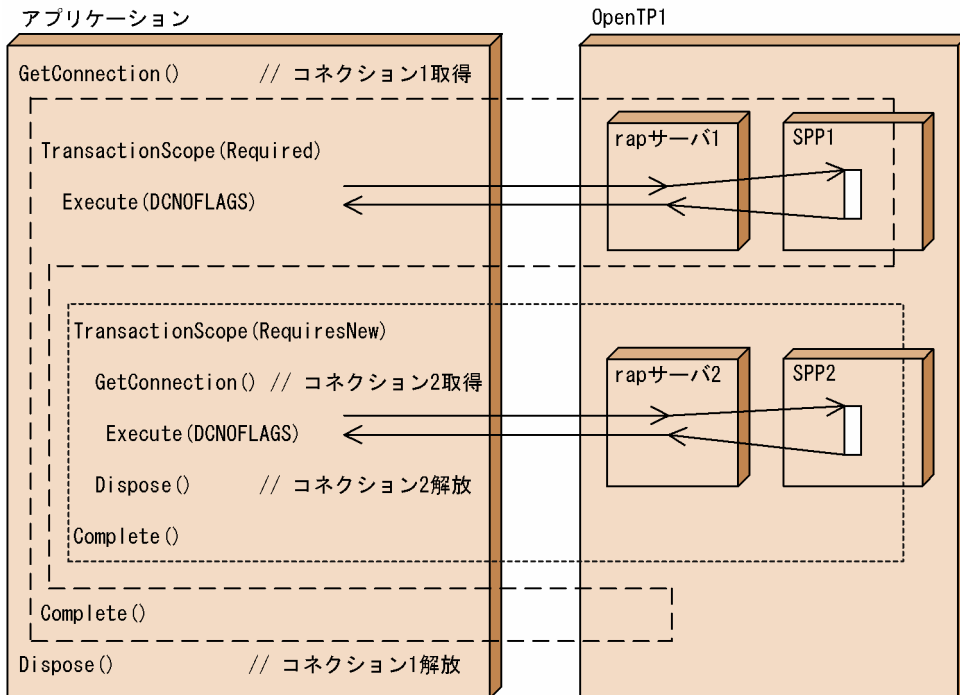 アプリケーション
OpenTP1
GetConnection() // コネクション1取得
rapサーバ1
SPP1
TransactionScope(Required)
Execute(DCNOFLAGS)
TransactionScope(RequiresNew)
rapサーバ2
SPP2
GetConnection() // コネクション2取得
Execute(DCNOFLAGS)
Dispose() // コネクション2解放
Complete()
Complete()
Dispose() // コネクション1解放